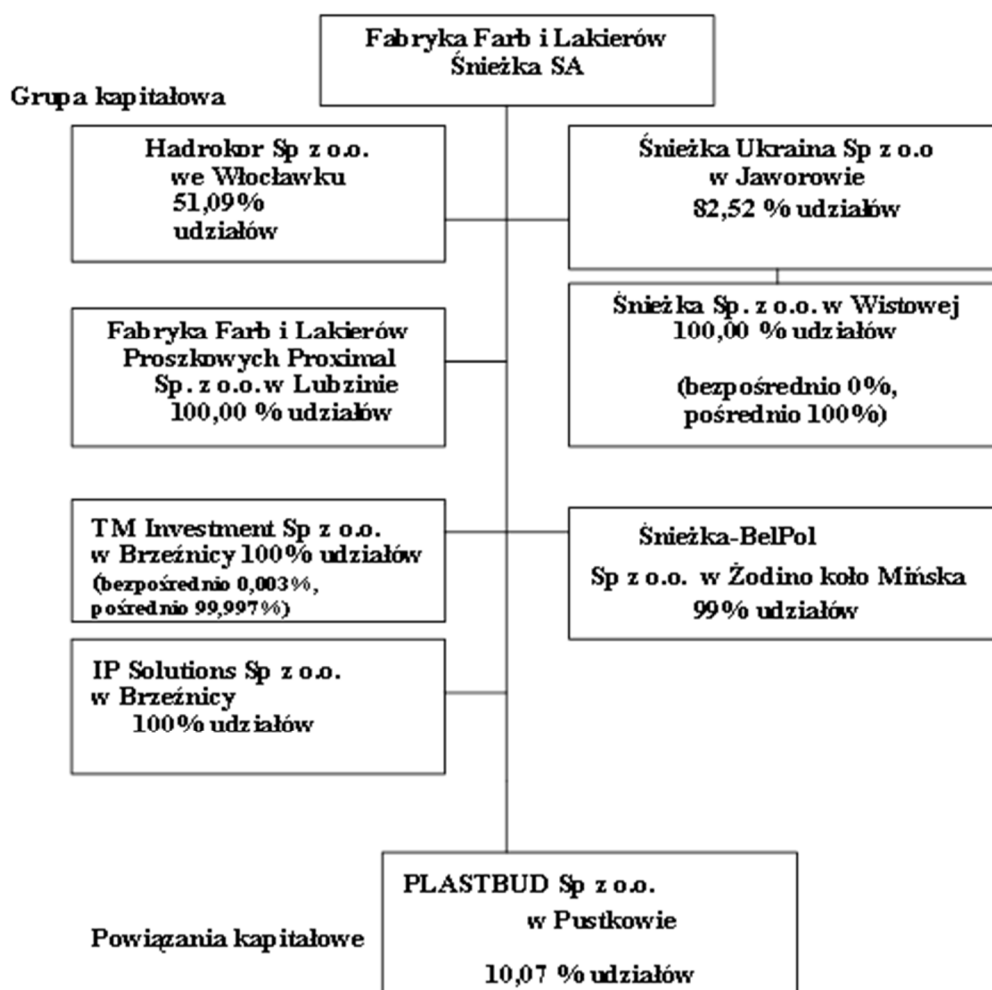 Fabryka Farb i Lakierów
Śnieżka SA
Grupa kapitałowa
Hadrokor Sp z o.o.
we Włocławku
51,09%
udziałów
Śnieżka Ukraina Sp z o.o
w Jaworowie
82,52 % udziałów
Fabryka Farb i Lakierów
Proszkowych Proximal
Sp. z o.o. w Lubzinie
100,00 % udziałów
Śnieżka Sp. z o.o. w Wistowej
100,00 % udziałów
(bezpośrednio 0%,
pośrednio 100%)
TM Investment Sp z o.o.
w Brzeźnicy 100% udziałów
(bezpośrednio 0,003%,
pośrednio 99,997%)
Śnieżka-BelPol
Sp z o.o. w Żodino koło Mińska
99% udziałów
IP Solutions Sp z o.o.
w Brzeźnicy
100% udziałów
PLASTBUD Sp z o.o.
w Pustkowie
10,07 % udziałów
Powiązania kapitałowe